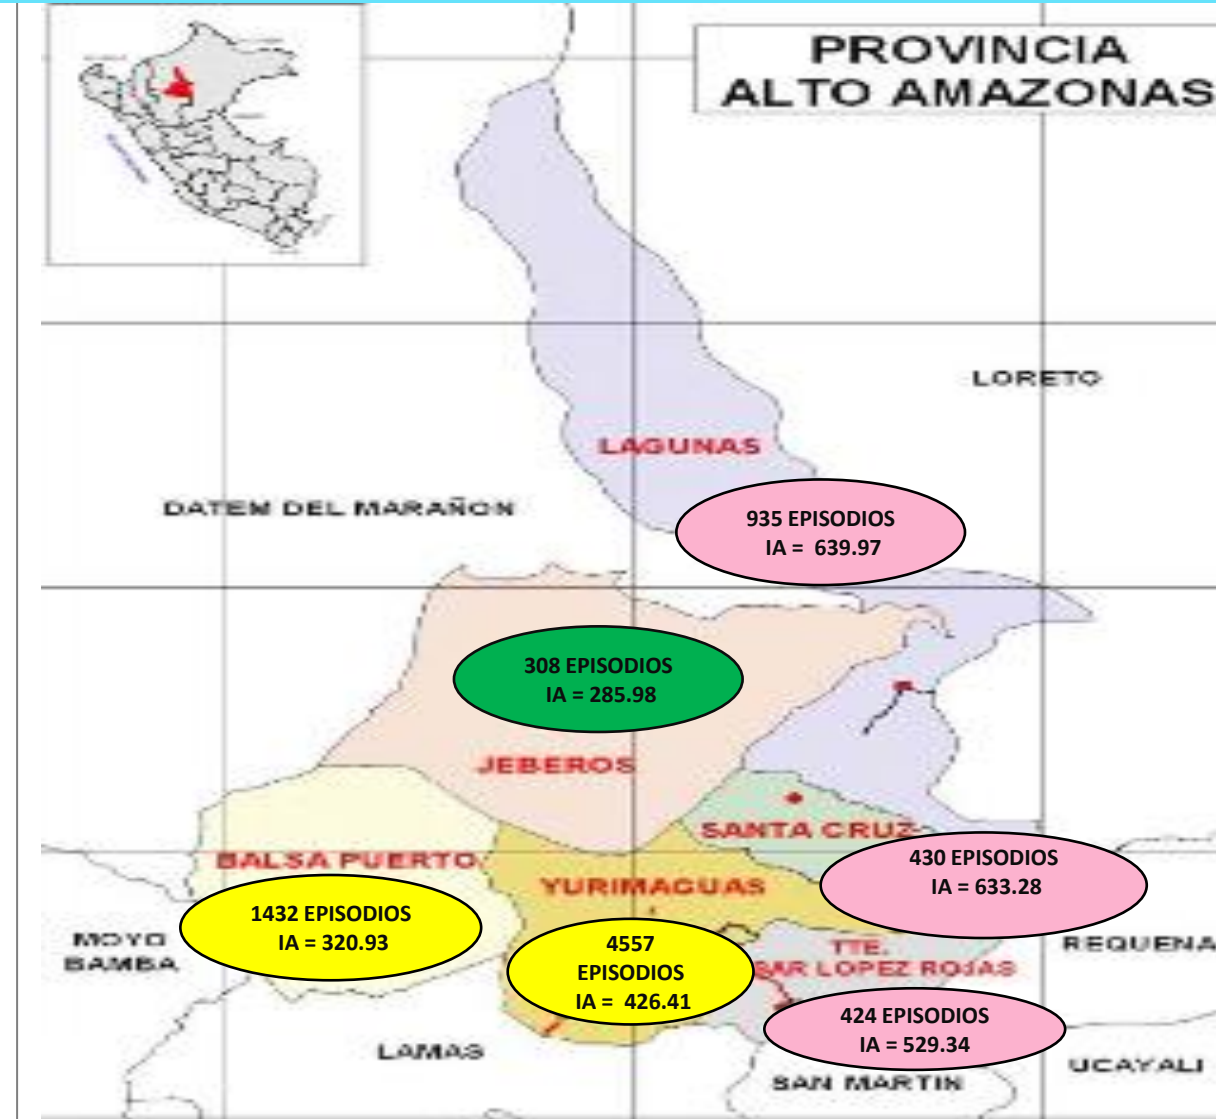 PROVINCIA
ALTO AMAZONAS
LORETO
LAGUNAS
DATEM DEL MARAÑON
935 EPISODIOS
IA = 639.97
308 EPISODIOS
IA = 285.98
JEBEROS
SANTA CRUZ
430 EPISODIOS
IA = 633.28
BALSA PUERTO
YURIMAGUAS
1432 EPISODIOS
IA = 320.93
4557
EPISODIOS
IA = 426.41
MOYO
BAMBA
TTE.
SAR LOPEZ ROJAS
REQUENA
424 EPISODIOS
IA = 529.34
LAMAS
SAN MARTIN
UCAYALI